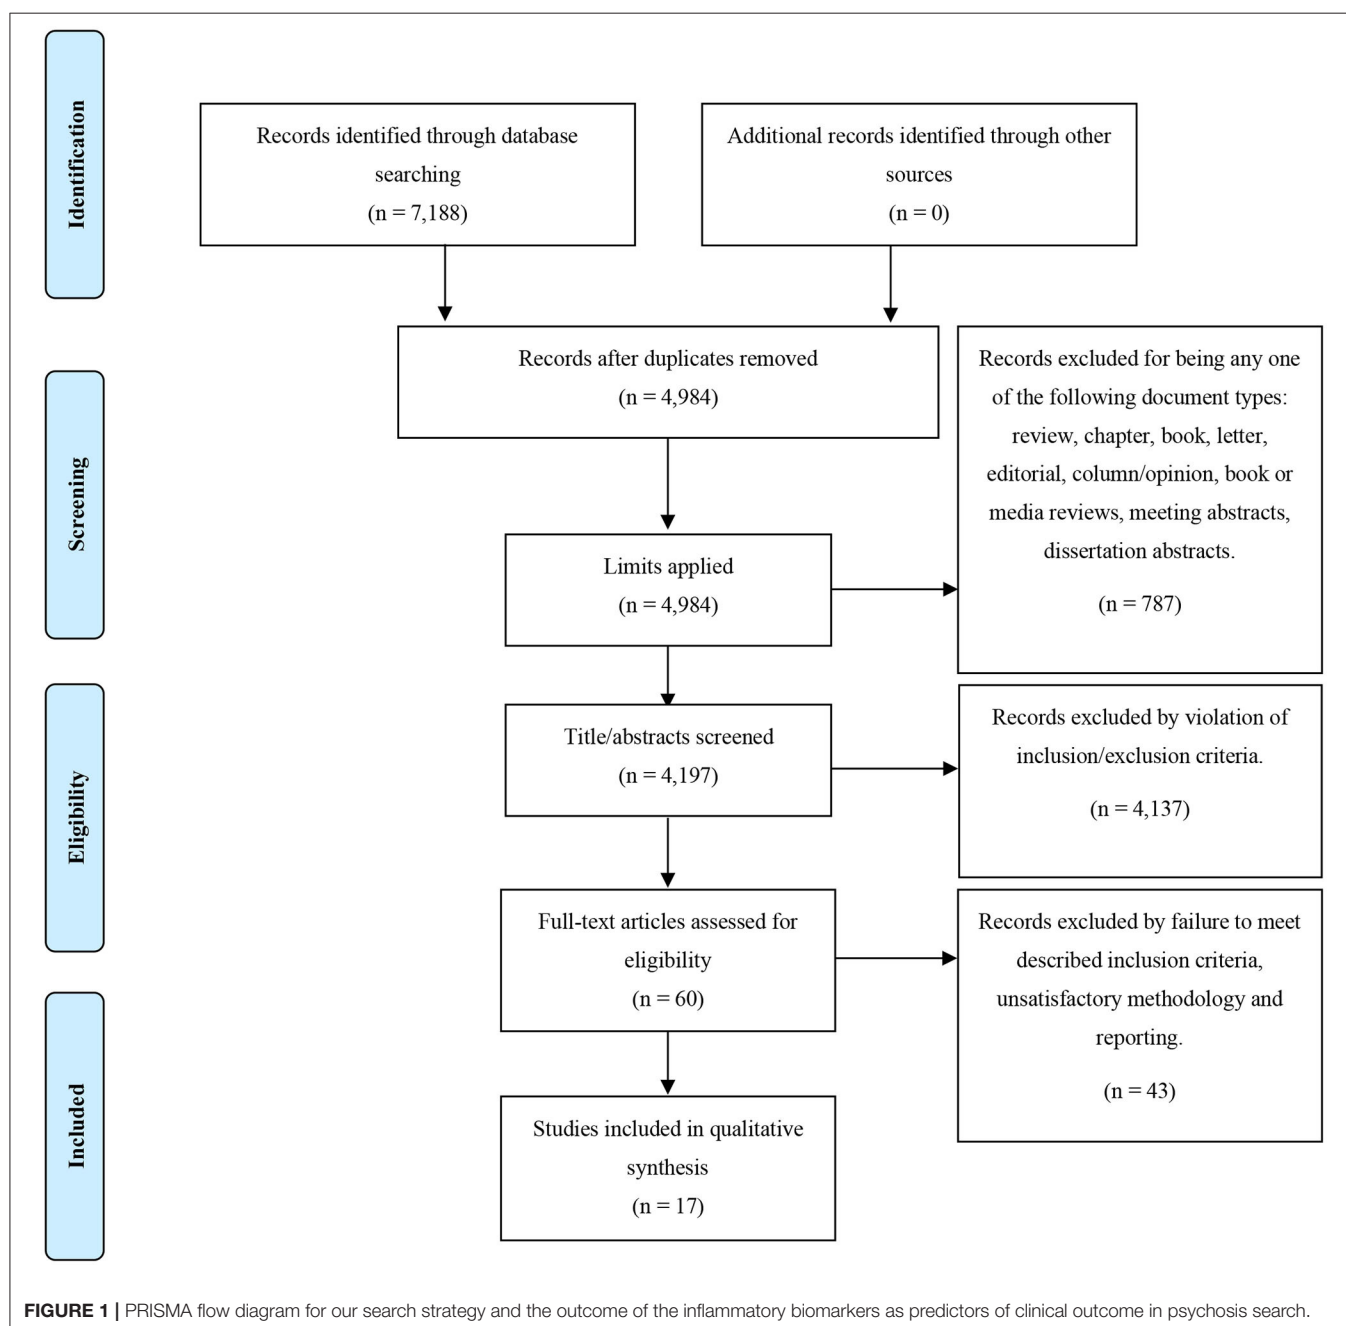 Identification
Records identified through database
searching
(n = 7,188)
Additional records identified through other
sources
(n = 0)
Screening
Records after duplicates removed
(n = 4,984)
Records excluded for being any one
of the following document types:
review, chapter, book, letter,
editorial, column/opinion, book or
media reviews, meeting abstracts,
dissertation abstracts.
(n = 787)
Limits applied
(n = 4,984)
Eligibility
Title/abstracts screened
(n = 4,197)
Records excluded by violation of
inclusion/exclusion criteria.
(n = 4,137)
Full-text articles assessed for
eligibility
(n = 60)
Records excluded by failure to meet
described inclusion criteria,
unsatisfactory methodology and
reporting.
(n = 43)
Included
Studies included in qualitative
synthesis
(n = 17)
FIGURE 1 | PRISMA flow diagram for our search strategy and the outcome of the inflammatory biomarkers as predictors of clinical outcome in psychosis search.